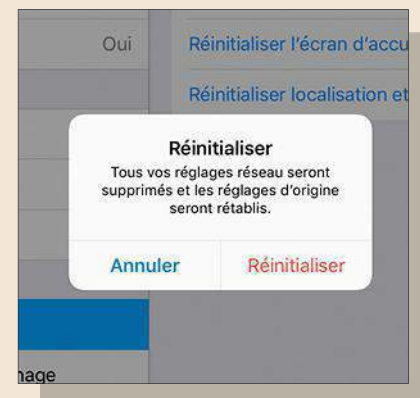 Oui
Réinitialiser l'écran d'accu
Réinitialiser localisation et
Réinitialiser
Tous vos réglages réseau seront
supprimés et les réglages d'origine
seront rétablis.
Annuler
Réinitialiser
nage